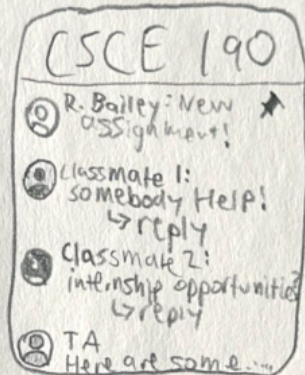 CSCE 190
R. Bailey: New
assignment!
Classmate 1:
somebody Help!
↳ reply
Classmate 2:
internship opportunities?
↳ reply
TA
Here are some....